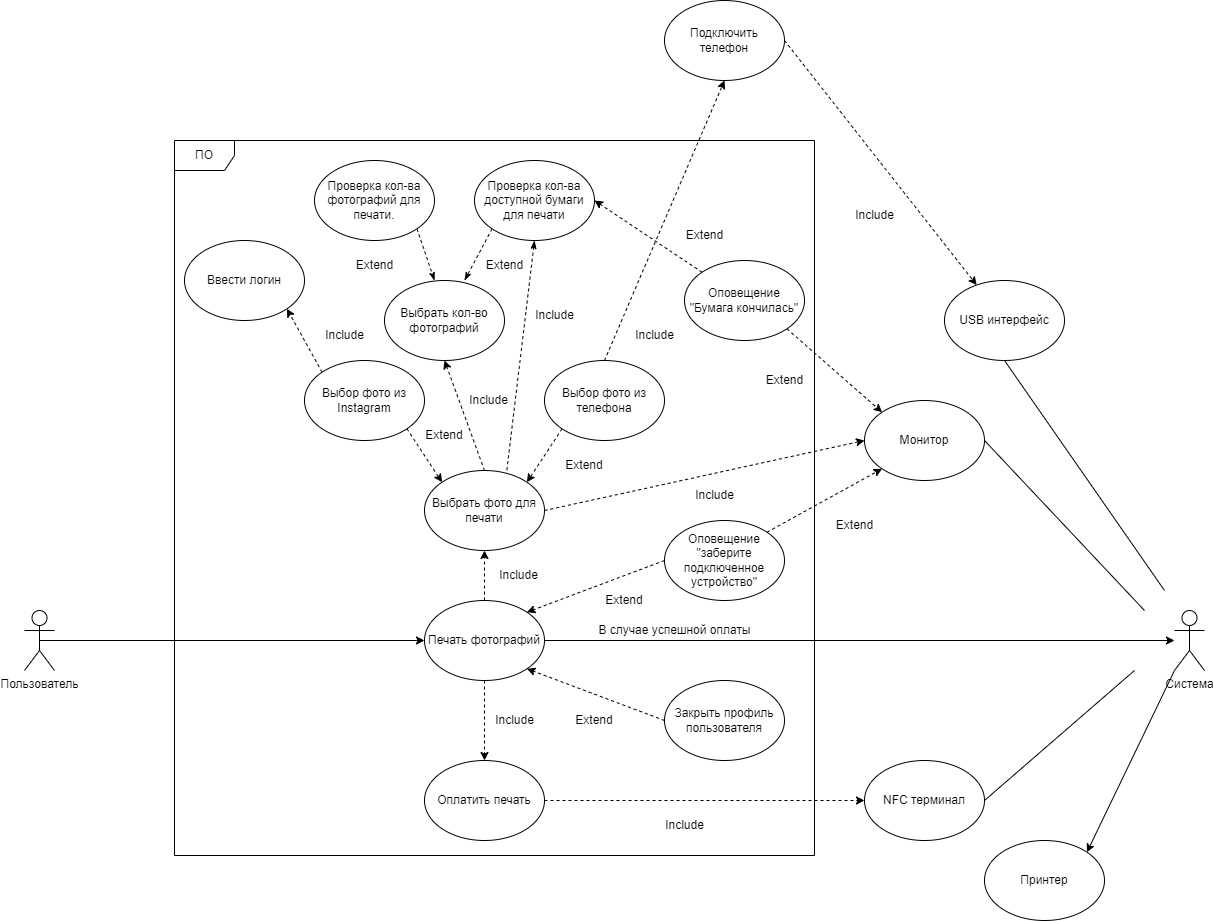 Подключить
телефон
ПО
Проверка кол-ва
фотографий для
печати.
Проверка кол-ва
доступной бумаги
для печати
Include
Extend
Extend
Extend
Ввести логин
Оповещение
"Бумага кончилась"
Выбрать кол-во
фотографий
Include
USB интерфейс
Include
Include
Extend
Выбор фото из
Instagram
Include
Выбор фото из
телефона
Extend
Монитор
Extend
Выбрать фото для
печати
Include
Extend
Оповещение
"заберите
подключенное
устройство"
Include
Extend
В случае успешной оплаты
Печать фотографий
Пользователь
Система
Include
Extend
Закрыть профиль
пользователя
Оплатить печать
NFC терминал
Include
Принтер